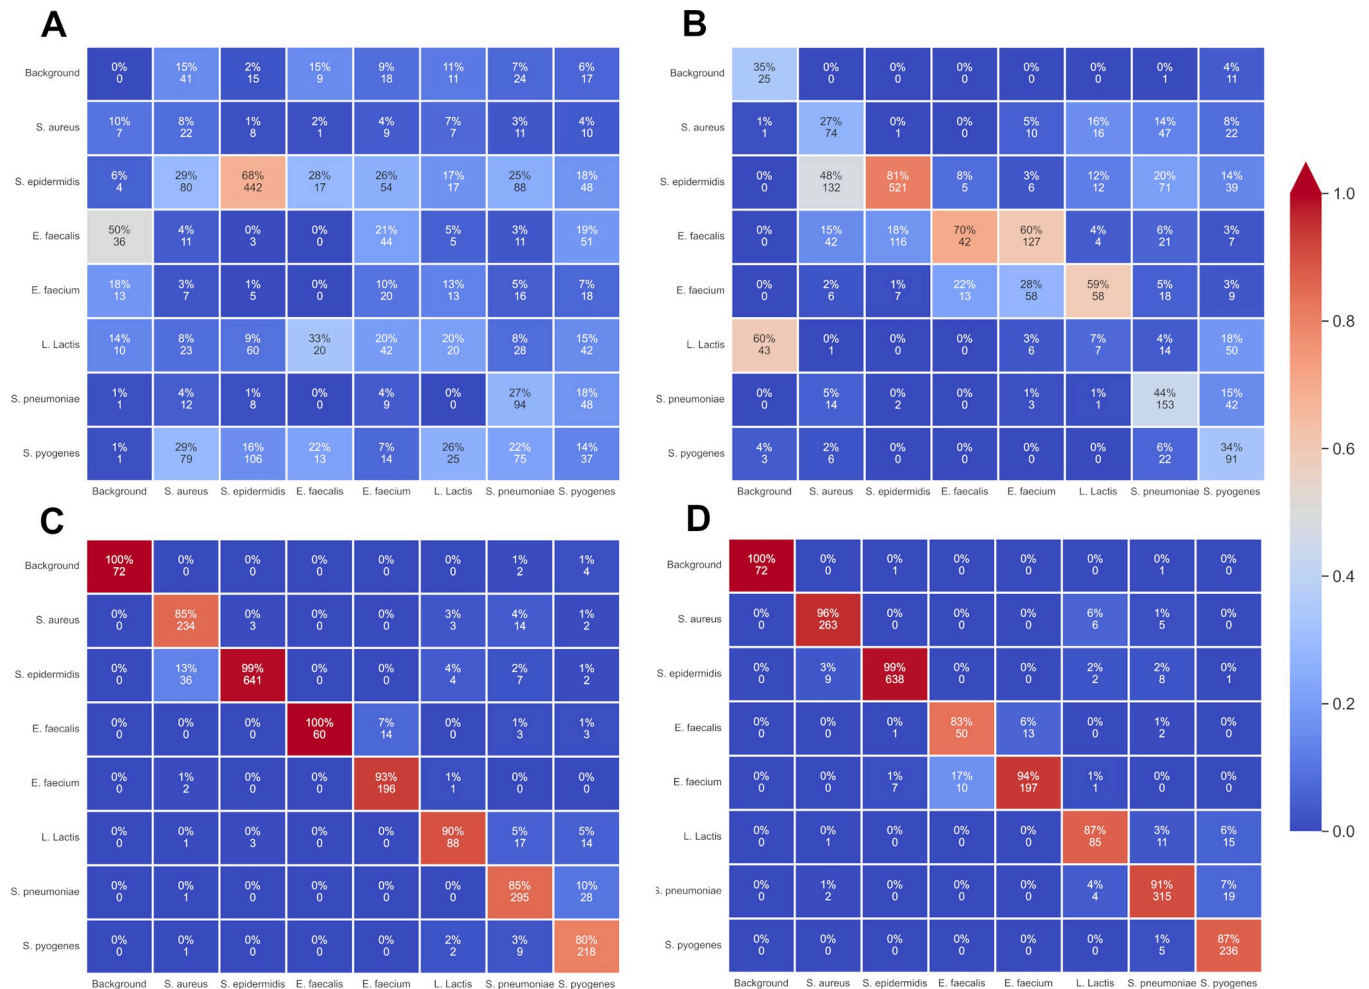 A
Background 0% 15% 2% 15% 9% 11% 7% 6%
0 41 15 9 18 11 24 17
S. aureus 10% 8% 1% 2% 4% 7% 3% 4%
7 22 8 1 9 7 11 10
S. epidermidis 6% 29% 68% 28% 26% 17% 25% 18%
4 80 442 17 54 17 88 48
E. faecalis 50% 4% 0% 0% 21% 5% 3% 19%
36 11 3 0 44 5 11 51
E. faecium 18% 3% 1% 0% 10% 13% 5% 7%
13 7 5 0 20 13 16 18
L. Lactis 14% 8% 9% 33% 20% 20% 8% 15%
10 23 60 20 42 20 28 42
S. pneumoniae 1% 4% 1% 0% 4% 0% 27% 18%
1 12 8 0 9 0 94 48
S. pyogenes 1% 29% 16% 22% 7% 26% 22% 14%
1 79 106 13 14 25 75 37
Background S. aureus S. epidermidis E. faecalis E. faecium L. Lactis S. pneumoniae S. pyogenes
B
Background 35% 0% 0% 0% 0% 0% 0% 4%
25 0 0 0 0 0 1 11
S. aureus 1% 27% 0% 0% 5% 16% 14% 8%
1 74 1 0 10 16 47 22
S. epidermidis 0% 48% 81% 8% 3% 12% 20% 14%
0 132 521 5 6 12 71 39
E. faecalis 0% 15% 18% 70% 60% 4% 6% 3%
0 42 116 42 127 4 21 7
E. faecium 0% 2% 1% 22% 28% 59% 5% 3%
0 6 7 13 58 58 18 9
L. Lactis 60% 0% 0% 0% 3% 7% 4% 18%
43 1 0 0 6 7 14 50
S. pneumoniae 0% 5% 0% 0% 1% 1% 44% 15%
0 14 2 0 3 1 153 42
S. pyogenes 4% 2% 0% 0% 0% 0% 6% 34%
3 6 0 0 0 0 22 91
Background S. aureus S. epidermidis E. faecalis E. faecium L. Lactis S. pneumoniae S. pyogenes
C
Background 100% 0% 0% 0% 0% 0% 1% 1%
72 0 0 0 0 0 2 4
S. aureus 0% 85% 0% 0% 0% 3% 4% 1%
0 234 3 0 0 3 14 2
S. epidermidis 0% 13% 99% 0% 0% 4% 2% 1%
0 36 641 0 0 4 7 2
E. faecalis 0% 0% 0% 100% 7% 0% 1% 1%
0 0 0 60 14 0 3 3
E. faecium 0% 1% 0% 0% 93% 1% 0% 0%
0 2 0 0 196 1 0 0
L. Lactis 0% 0% 0% 0% 0% 90% 5% 5%
0 1 3 0 0 88 17 14
S. pneumoniae 0% 0% 0% 0% 0% 0% 85% 10%
0 1 0 0 0 0 295 28
S. pyogenes 0% 0% 0% 0% 0% 2% 3% 80%
0 1 0 0 0 2 9 218
Background S. aureus S. epidermidis E. faecalis E. faecium L. Lactis S. pneumoniae S. pyogenes
D
Background 100% 0% 0% 0% 0% 0% 0% 0%
72 0 1 0 0 0 1 0
S. aureus 0% 96% 0% 0% 0% 6% 1% 0%
0 263 0 0 0 6 5 0
S. epidermidis 0% 3% 99% 0% 0% 2% 2% 0%
0 9 638 0 0 2 8 1
E. faecalis 0% 0% 0% 83% 6% 0% 1% 0%
0 0 1 50 13 0 2 0
E. faecium 0% 0% 1% 17% 94% 1% 0% 0%
0 0 7 10 197 1 0 0
L. Lactis 0% 0% 0% 0% 0% 87% 3% 6%
0 1 0 0 0 85 11 15
S. pneumoniae 0% 1% 0% 0% 0% 4% 91% 7%
0 2 0 0 0 4 315 19
S. pyogenes 0% 0% 0% 0% 0% 0% 1% 87%
0 0 0 0 0 0 5 236
Background S. aureus S. epidermidis E. faecalis E. faecium L. Lactis S. pneumoniae S. pyogenes
1.0
0.8
0.6
0.4
0.2
0.0